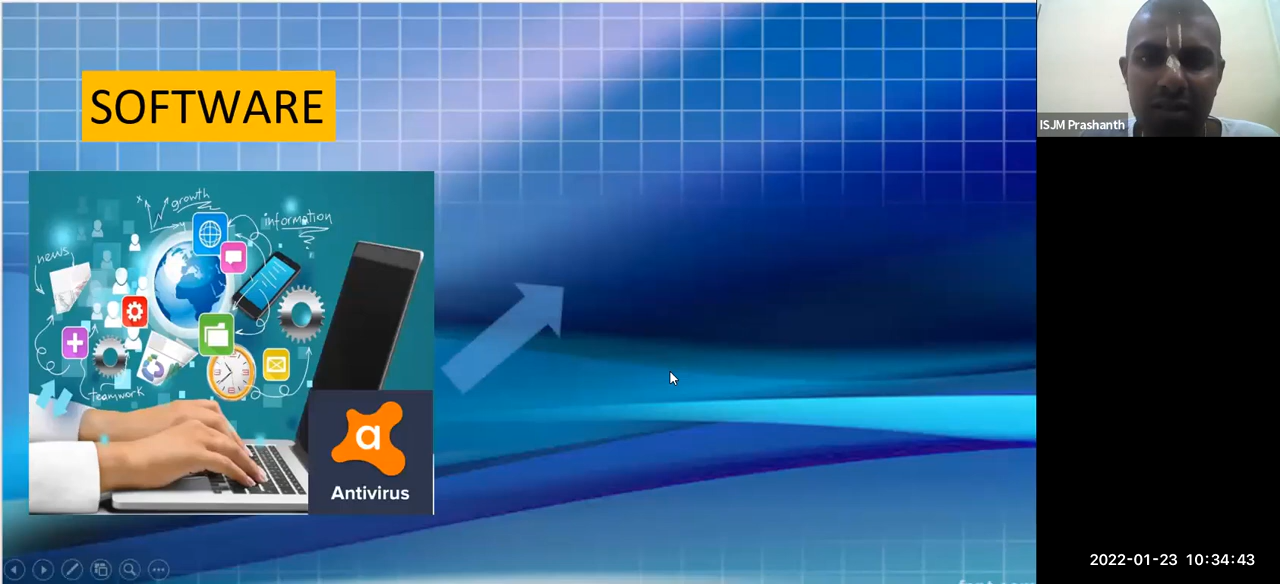 SOFTWARE
growth
x
y
information
news
teamwork
a
Antivirus
ISJM Prashanth
2022-01-23 10:34:43